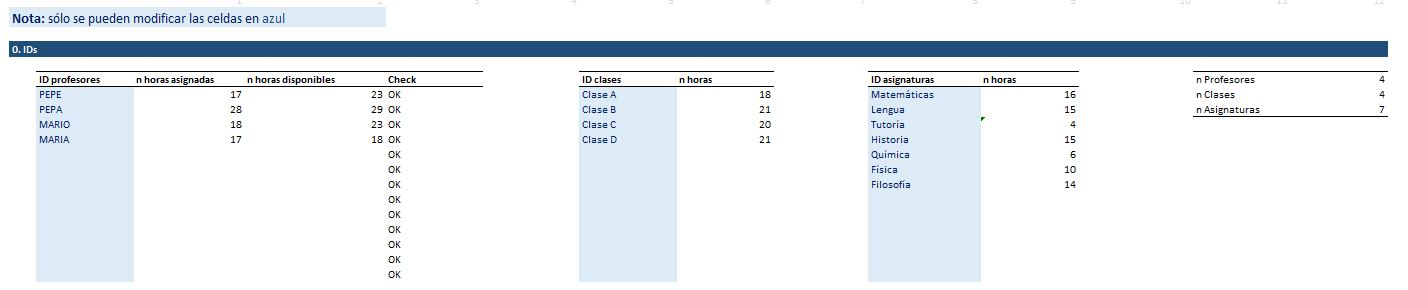 1 2 3 4 5 6 7 8 9 10 11 12
Nota: sólo se pueden modificar las celdas en azul
0. IDs
ID profesores n horas asignadas n horas disponibles Check ID clases n horas ID asignaturas n horas n Profesores 4
PEPE 17 23 OK Clase A 18 Matemáticas 16 n Clases 4
PEPA 28 29 OK Clase B 21 Lengua 15 n Asignaturas 7
MARIO 18 23 OK Clase C 20 Tutoría 4
MARIA 17 18 OK Clase D 21 Historia 15
OK Química 6
OK Física 10
OK Filosofía 14
OK
OK
OK
OK
OK
OK